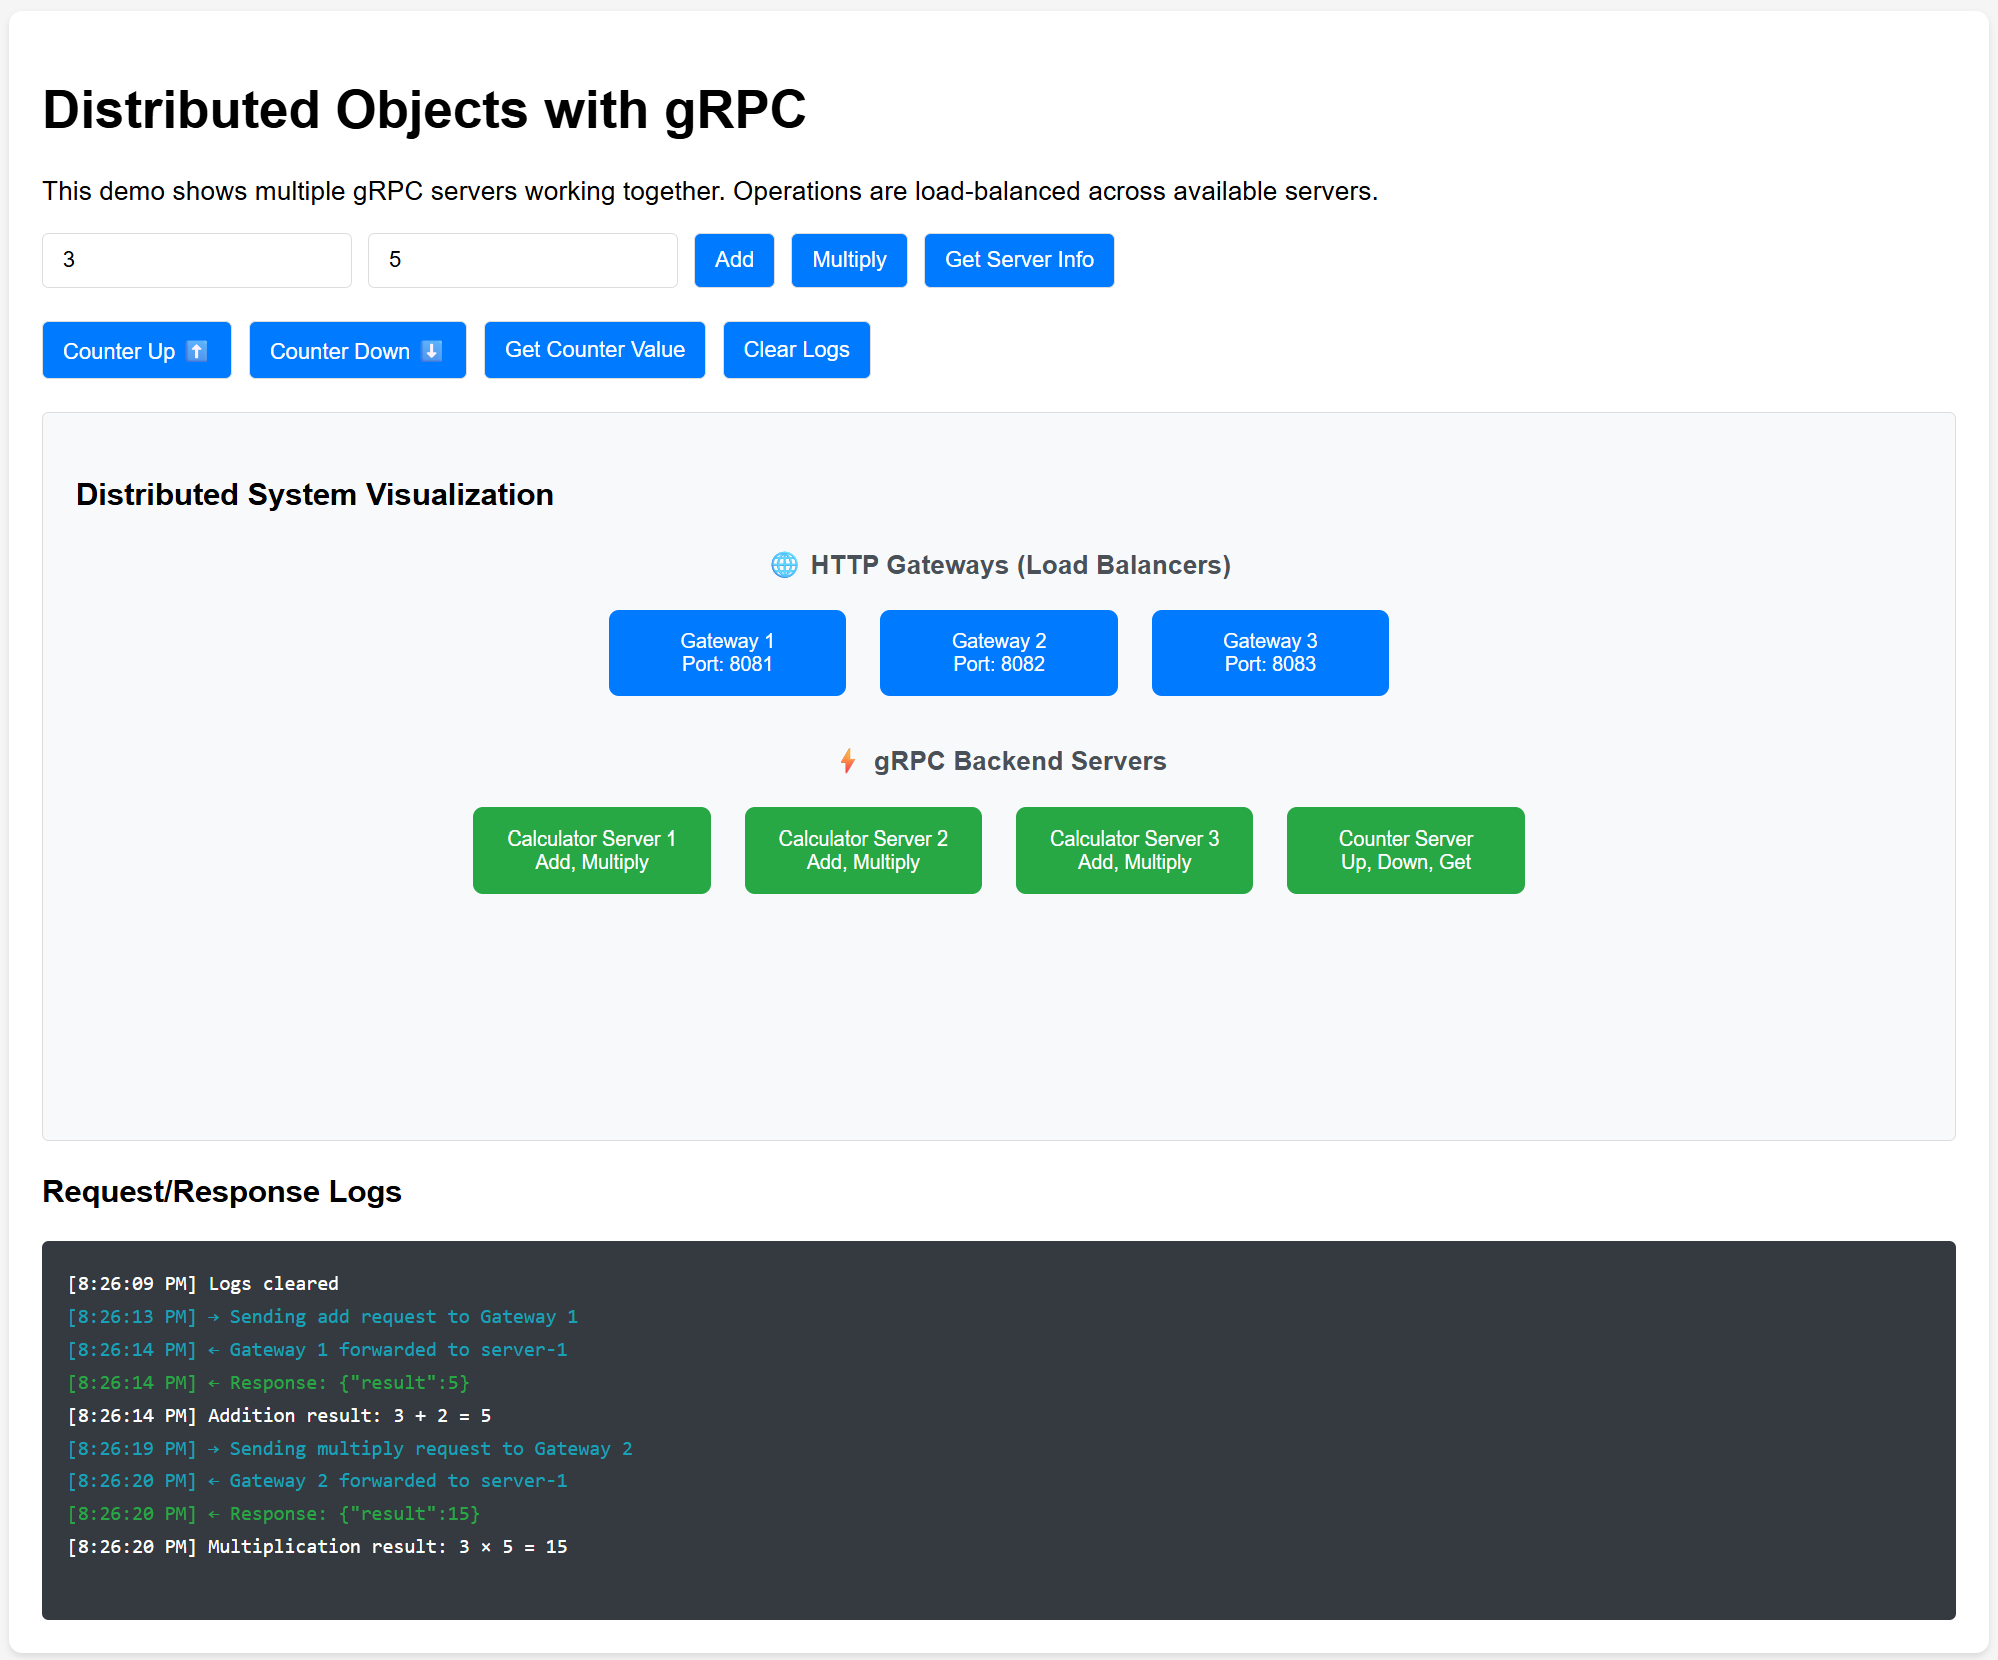 Distributed Objects with gRPC
This demo shows multiple gRPC servers working together. Operations are load-balanced across available servers.
3 5 Add Multiply Get Server Info
Counter Up ⬆️ Counter Down ⬇️ Get Counter Value Clear Logs
Distributed System Visualization
🌐 HTTP Gateways (Load Balancers)
Gateway 1
Port: 8081
Gateway 2
Port: 8082
Gateway 3
Port: 8083
⚡ gRPC Backend Servers
Calculator Server 1
Add, Multiply
Calculator Server 2
Add, Multiply
Calculator Server 3
Add, Multiply
Counter Server
Up, Down, Get
Request/Response Logs
[8:26:09 PM] Logs cleared
[8:26:13 PM] → Sending add request to Gateway 1
[8:26:14 PM] ← Gateway 1 forwarded to server-1
[8:26:14 PM] ← Response: {"result":5}
[8:26:14 PM] Addition result: 3 + 2 = 5
[8:26:19 PM] → Sending multiply request to Gateway 2
[8:26:20 PM] ← Gateway 2 forwarded to server-1
[8:26:20 PM] ← Response: {"result":15}
[8:26:20 PM] Multiplication result: 3 × 5 = 15